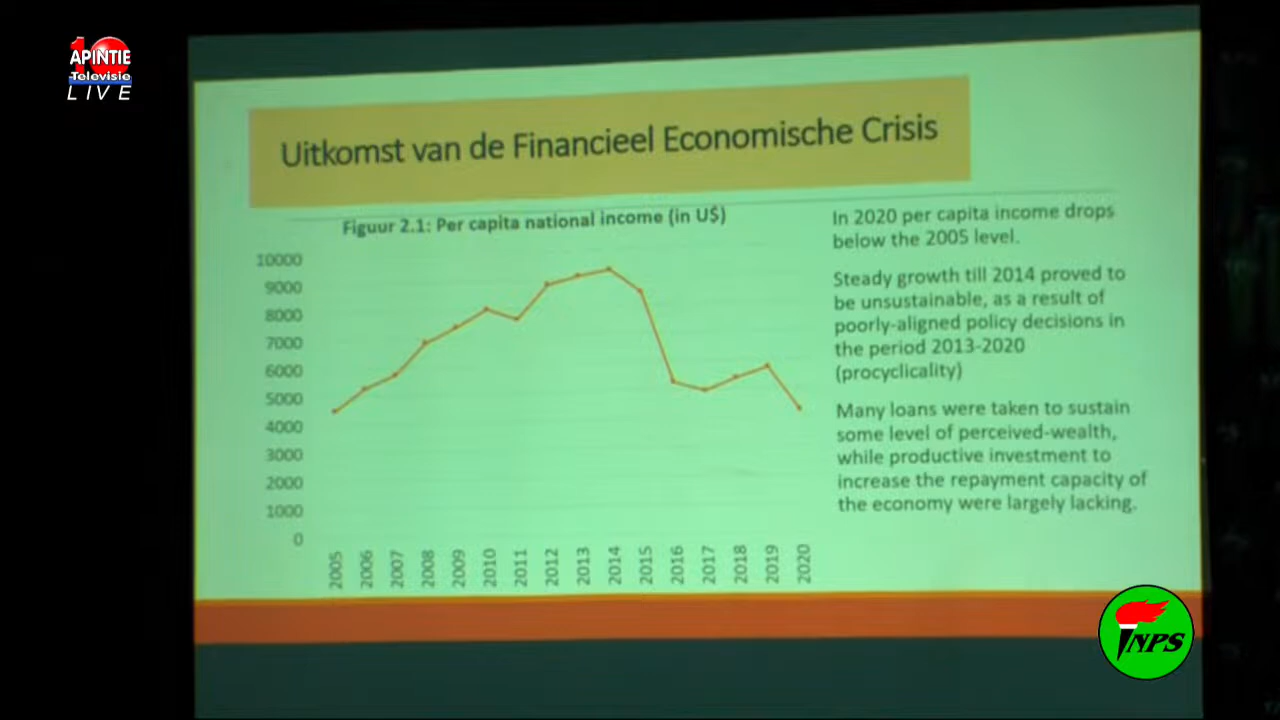 10
APINTIE
Televisie
LIVE
Uitkomst van de Financieel Economische Crisis
Figuur 2.1: Per capita national income (in U$)
10000
9000
8000
7000
6000
5000
4000
3000
2000
1000
0
2005
2006
2007
2008
2009
2010
2011
2012
2013
2014
2015
2016
2017
2018
2019
2020
In 2020 per capita income drops
below the 2005 level.
Steady growth till 2014 proved to
be unsustainable, as a result of
poorly-aligned policy decisions in
the period 2013-2020
(procyclicality)
Many loans were taken to sustain
some level of perceived-wealth,
while productive investment to
increase the repayment capacity of
the economy were largely lacking.
NPS